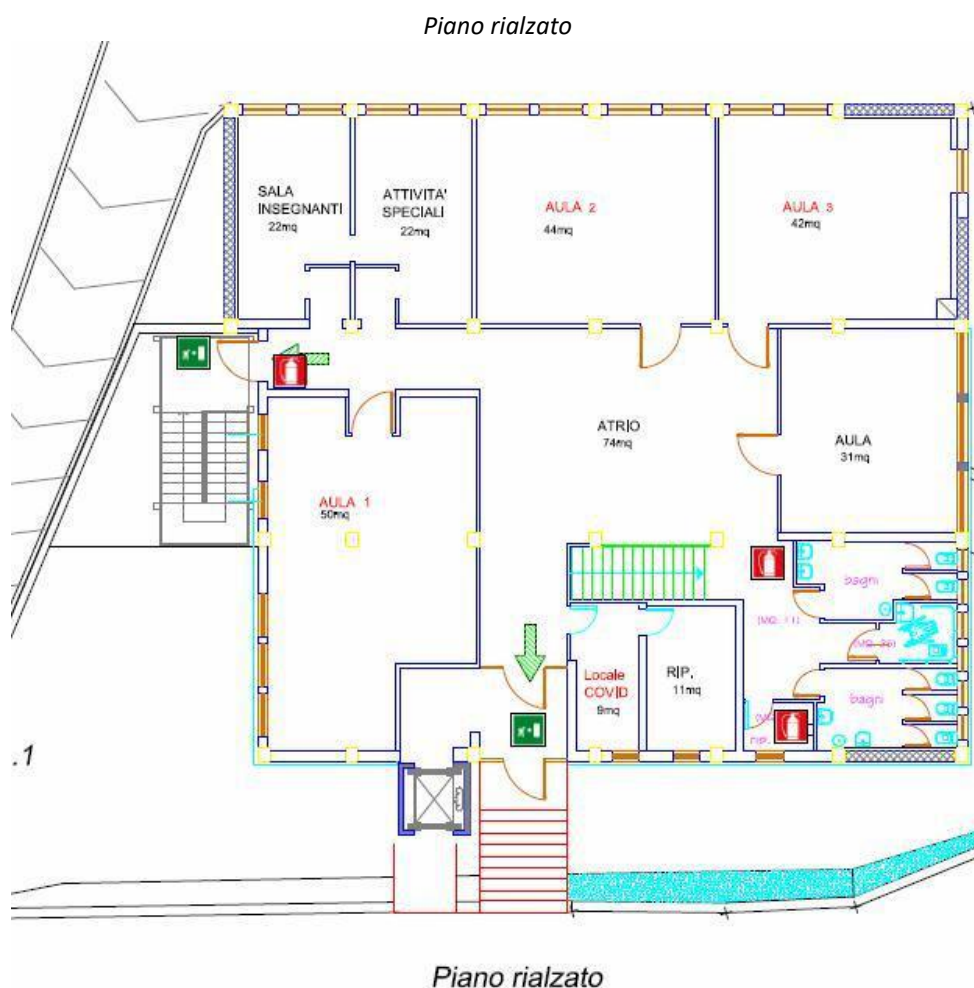 Piano rialzato
SALA
INSEGNANTI
22mq
ATTIVITA'
SPECIALI
22mq
AULA 2
44mq
AULA 3
42mq
ATRIO
74mq
AULA
31mq
AULA 1
50mq
bagni
Locale
COVID
9mq
RIP.
11mq
bagni
rip.
.1
Piano rialzato